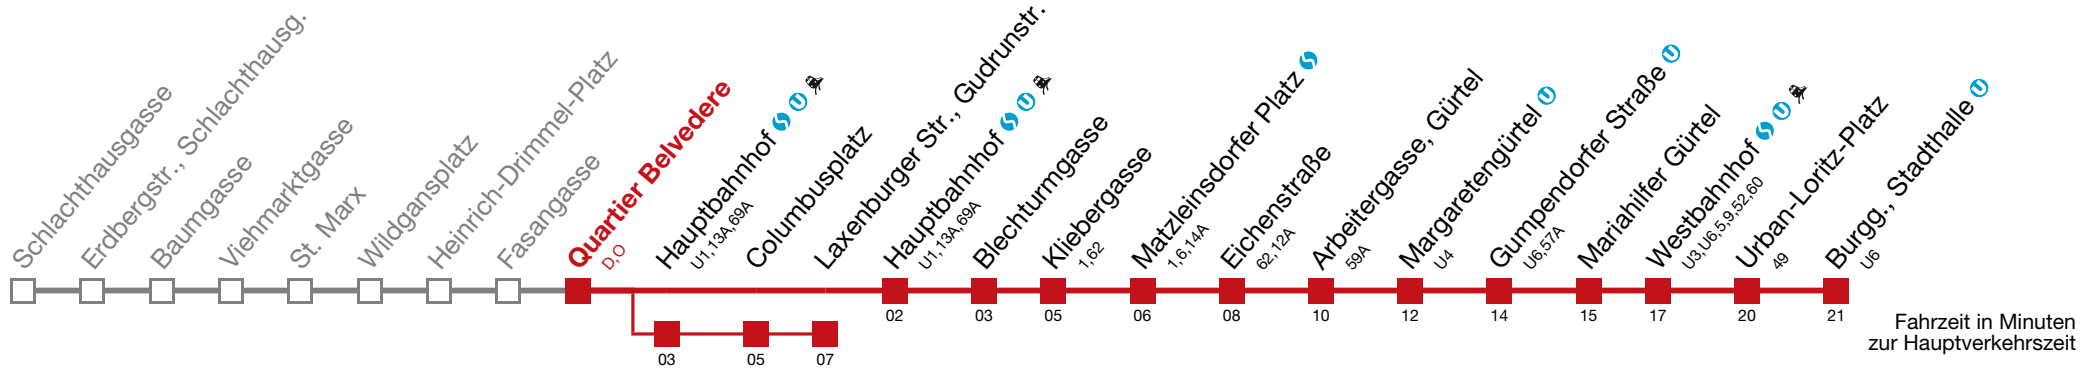 Schlachthausgasse
Erdbergstr., Schlachthausg.
Baumgasse
Viehmarktgasse
St. Marx
Wildgansplatz
Heinrich-Drimmel-Platz
Fasangasse
Quartier Belvedere
D,O
Hauptbahnhof
U1,13A,69A
Columbusplatz
Laxenburger Str., Gudrunstr.
Hauptbahnhof
U1,13A,69A
Blechturmgasse
Kliebergasse
1,62
Matzleinsdorfer Platz
1,6,14A
Eichenstraße
62,12A
Arbeitergasse, Gürtel
59A
Margaretengürtel
U4
Gumpendorfer Straße
U6,57A
Mariahilfer Gürtel
Westbahnhof
U3,U6,5,9,52,60
Urban-Loritz-Platz
49
Burgg., Stadthalle
U6
02 03 05 06 08 10 12 14 15 17 20 21
03 05 07
Fahrzeit in Minuten
zur Hauptverkehrszeit